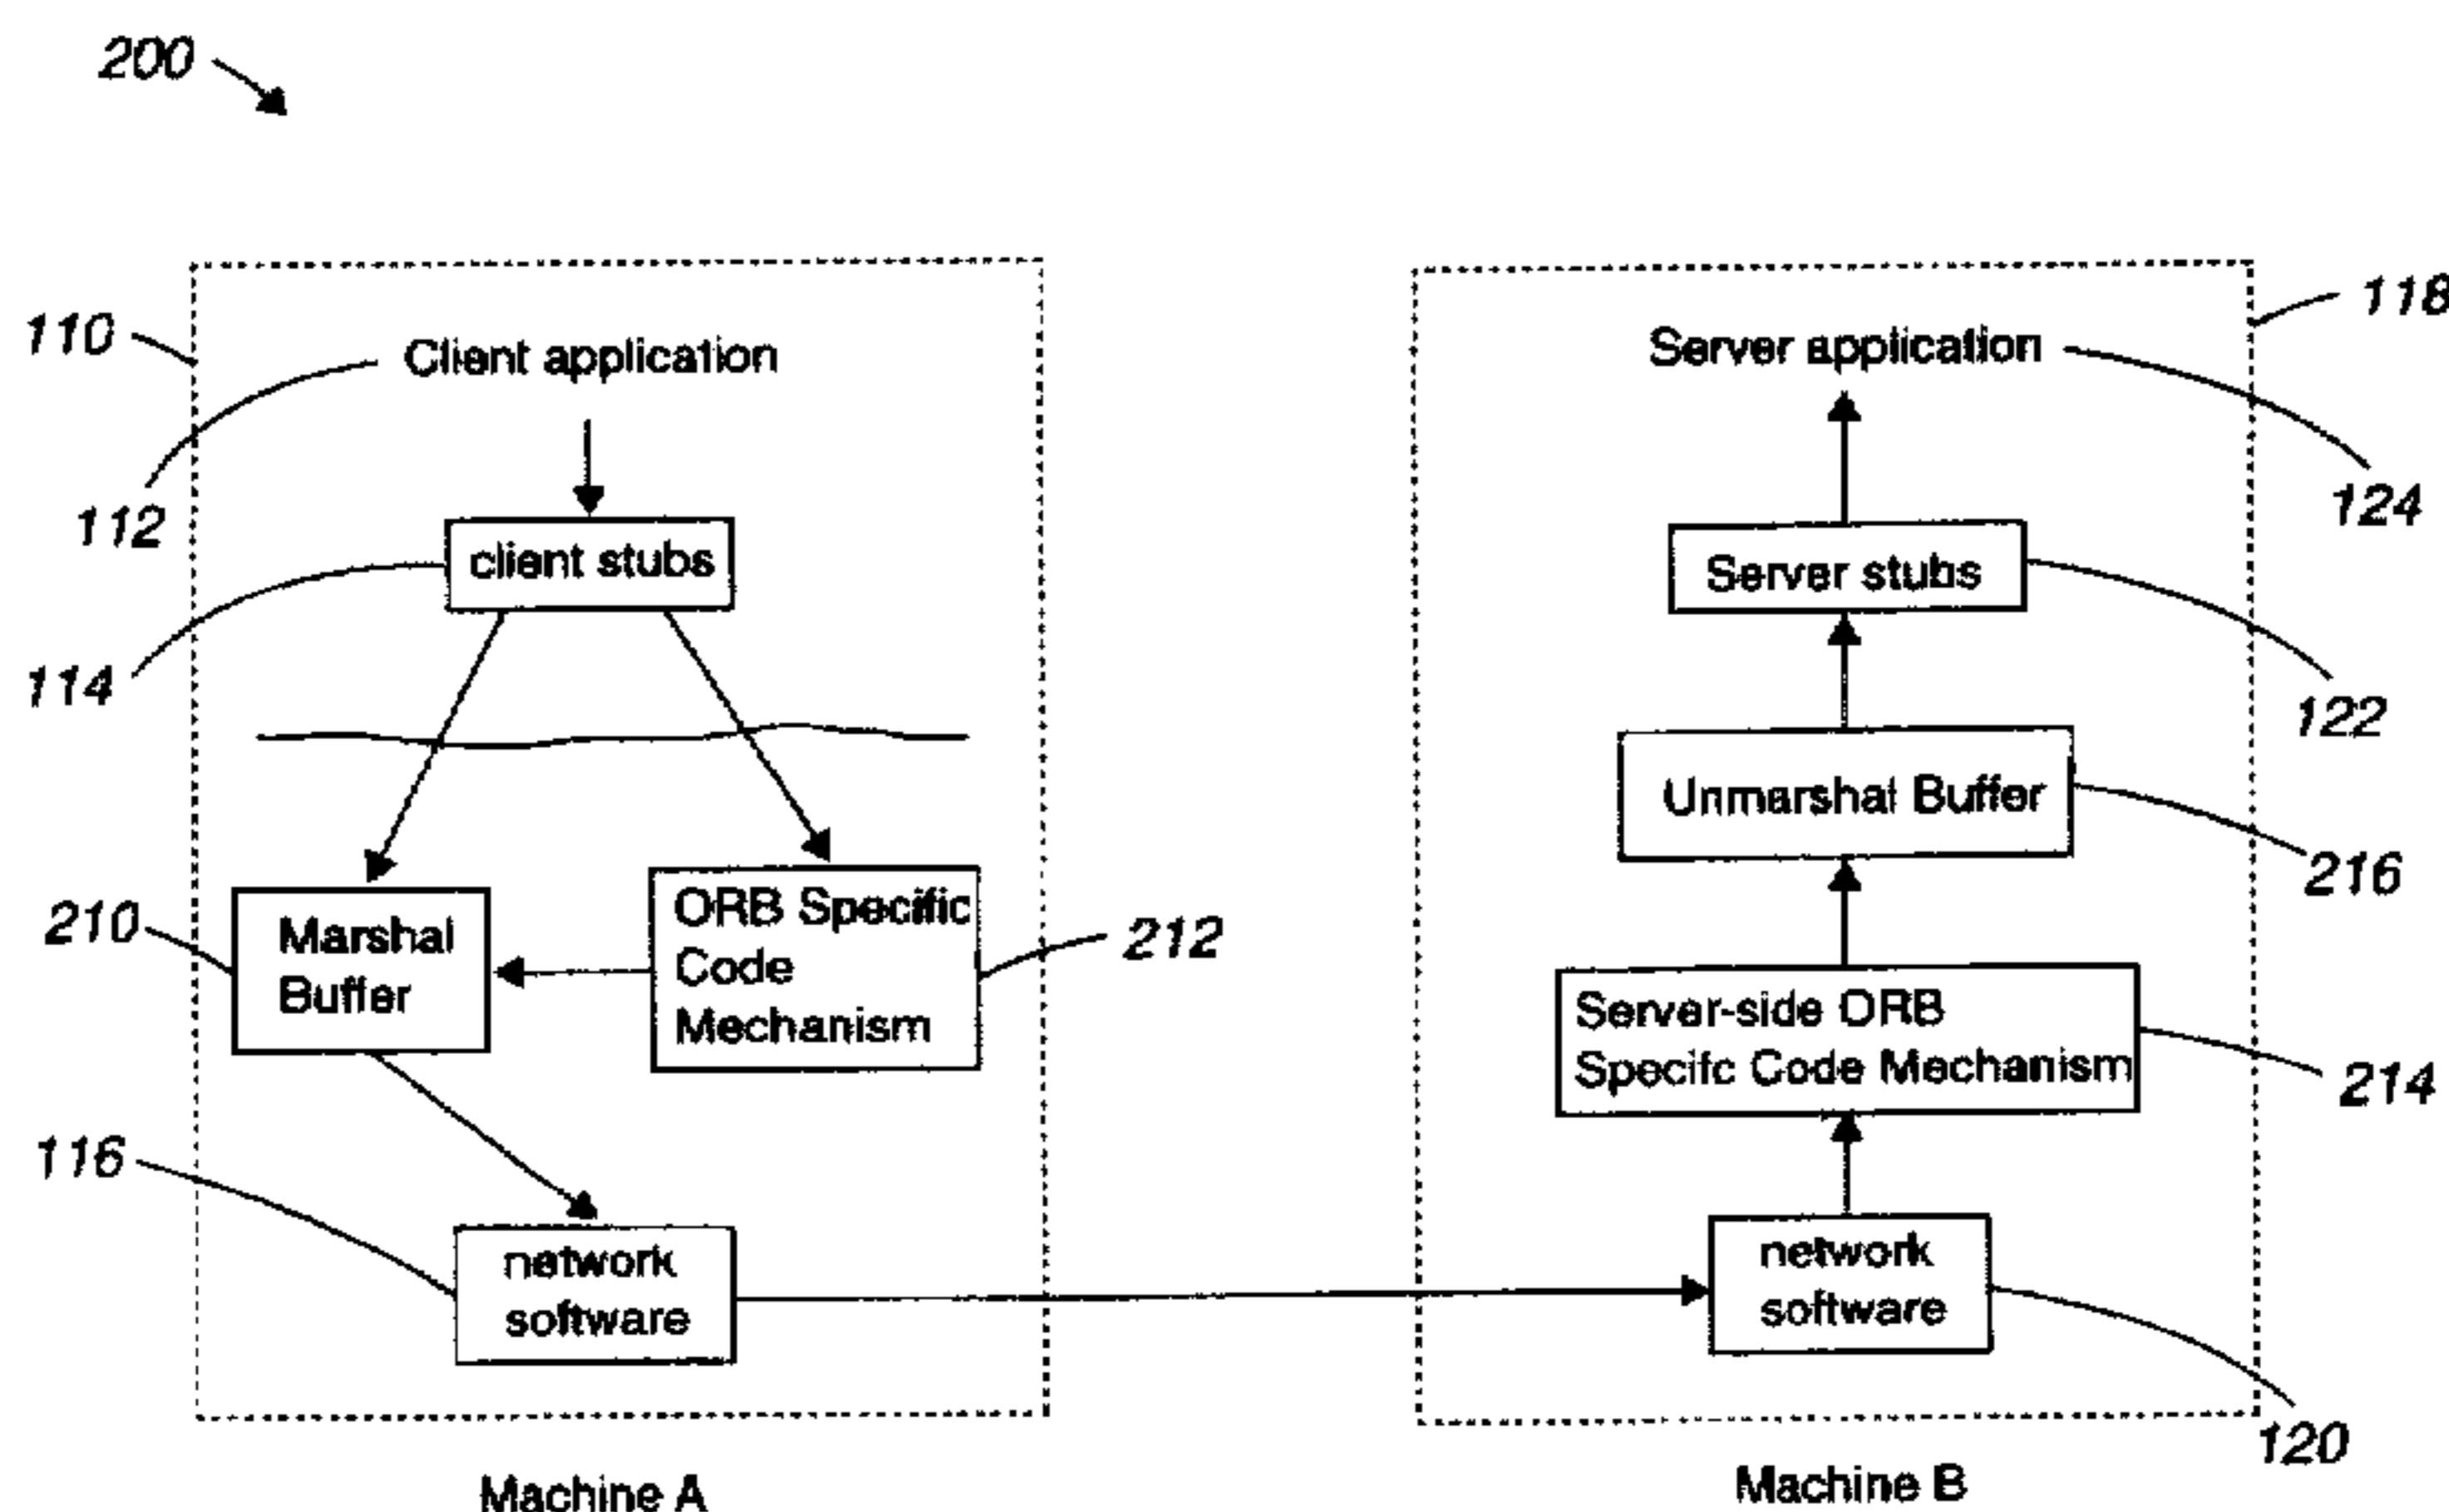 200
110
Client application
112
client stubs
114
210
Marshal
Buffer
ORB Specific
Code
Mechanism
212
116
network
software
Machine A
118
Server application
124
Server stubs
122
Unmarshal Buffer
216
Server-side ORB
Specifc Code Mechanism
214
network
software
120
Machine B